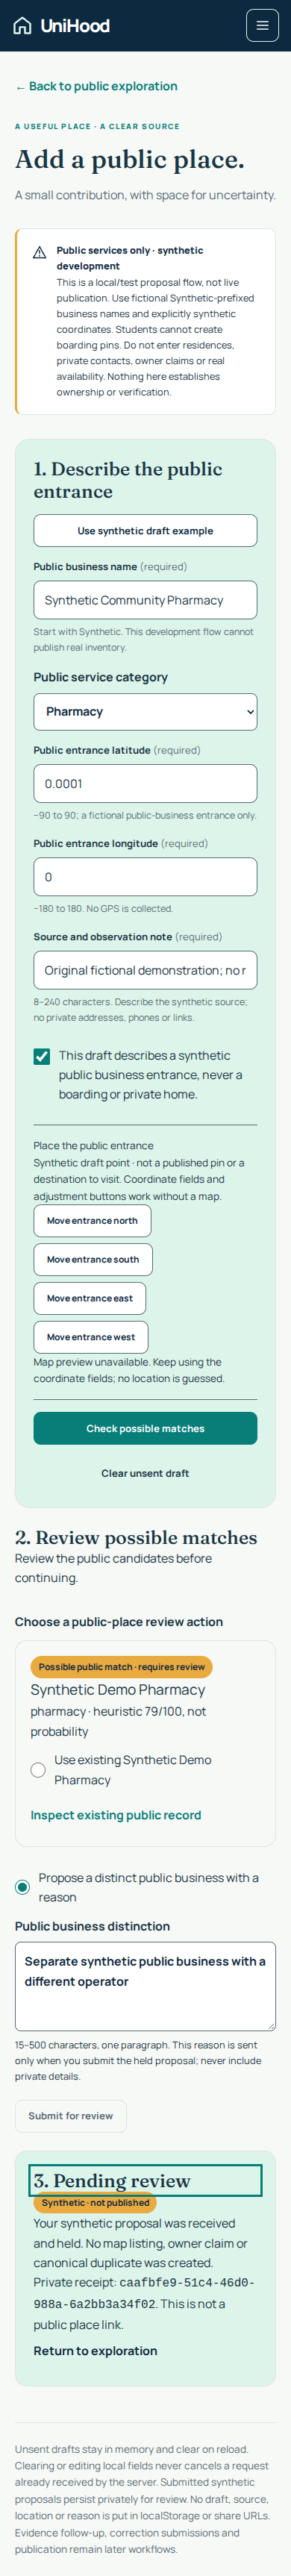 UniHood
← Back to public exploration
A USEFUL PLACE · A CLEAR SOURCE
Add a public place.
A small contribution, with space for uncertainty.
Public services only · synthetic
development
This is a local/test proposal flow, not live
publication. Use fictional Synthetic-prefixed
business names and explicitly synthetic
coordinates. Students cannot create
boarding pins. Do not enter residences,
private contacts, owner claims or real
availability. Nothing here establishes
ownership or verification.
1. Describe the public
entrance
Use synthetic draft example
Public business name (required)
Synthetic Community Pharmacy
Start with Synthetic. This development flow cannot
publish real inventory.
Public service category
Pharmacy
Public entrance latitude (required)
0.0001
−90 to 90; a fictional public-business entrance only.
Public entrance longitude (required)
0
−180 to 180. No GPS is collected.
Source and observation note (required)
Original fictional demonstration; no r
8–240 characters. Describe the synthetic source;
no private addresses, phones or links.
This draft describes a synthetic
public business entrance, never a
boarding or private home.
Place the public entrance
Synthetic draft point · not a published pin or a
destination to visit. Coordinate fields and
adjustment buttons work without a map.
Move entrance north
Move entrance south
Move entrance east
Move entrance west
Map preview unavailable. Keep using the
coordinate fields; no location is guessed.
Check possible matches
Clear unsent draft
2. Review possible matches
Review the public candidates before
continuing.
Choose a public-place review action
Possible public match · requires review
Synthetic Demo Pharmacy
pharmacy · heuristic 79/100, not
probability
Use existing Synthetic Demo
Pharmacy
Inspect existing public record
Propose a distinct public business with a
reason
Public business distinction
Separate synthetic public business with a
different operator
15–500 characters, one paragraph. This reason is sent
only when you submit the held proposal; never include
private details.
Submit for review
3. Pending review
Synthetic · not published
Your synthetic proposal was received
and held. No map listing, owner claim or
canonical duplicate was created.
Private receipt: caafbfe9-51c4-46d0-
988a-6a2bb3a34f02. This is not a
public place link.
Return to exploration
Unsent drafts stay in memory and clear on reload.
Clearing or editing local fields never cancels a request
already received by the server. Submitted synthetic
proposals persist privately for review. No draft, source,
location or reason is put in localStorage or share URLs.
Evidence follow-up, correction submissions and
publication remain later workflows.